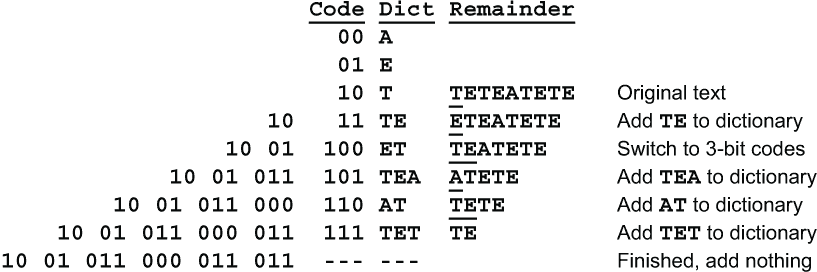 Code Dict Remainder
00 A
01 E
10 T TETEATETE Original text
10 11 TE ETEATETE Add TE to dictionary
10 01 100 ET TEATETE Switch to 3-bit codes
10 01 011 101 TEA ATETE Add TEA to dictionary
10 01 011 000 110 AT TETE Add AT to dictionary
10 01 011 000 011 111 TET TE Add TET to dictionary
10 01 011 000 011 011 --- --- Finished, add nothing